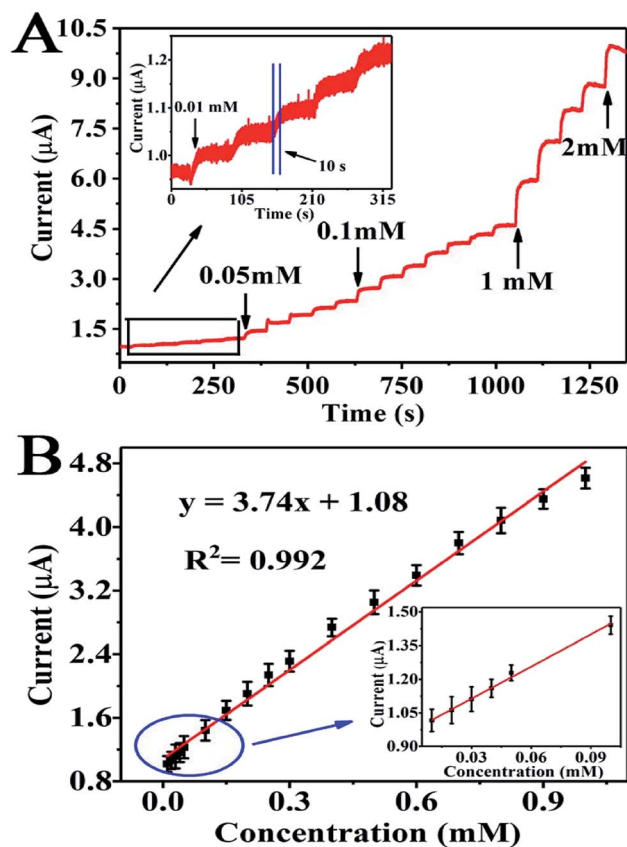 A
Current (μA)
10.5
9.0
7.5
6.0
4.5
3.0
1.5
0
250
500
750
1000
1250
Time (s)
0.05mM
0.1mM
1 mM
2mM
Current (μA)
1.2
1.1
1.0
0
105
210
315
Time (s)
0.01 mM
10 s
B
Current (μA)
4.8
4.0
3.2
2.4
1.6
0.8
0.0
0.3
0.6
0.9
Concentration (mM)
y = 3.74x + 1.08
R²= 0.992
Current (μA)
1.50
1.35
1.20
1.05
0.90
0.03
0.06
0.09
Concentration (mM)